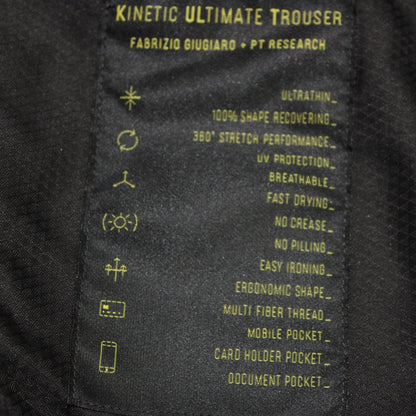 KINETIC ULTIMATE TROUSER
FABRIZIO GIUGIARO + PT RESEARCH
ULTRATHIN_
100% SHAPE RECOVERING_
360° STRETCH PERFORMANCE_
UV PROTECTION_
BREATHABLE_
FAST DRYING_
NO CREASE_
NO PILLING_
EASY IRONING_
ERGONOMIC SHAPE_
MULTI FIBER THREAD_
MOBILE POCKET_
CARD HOLDER POCKET_
DOCUMENT POCKET_